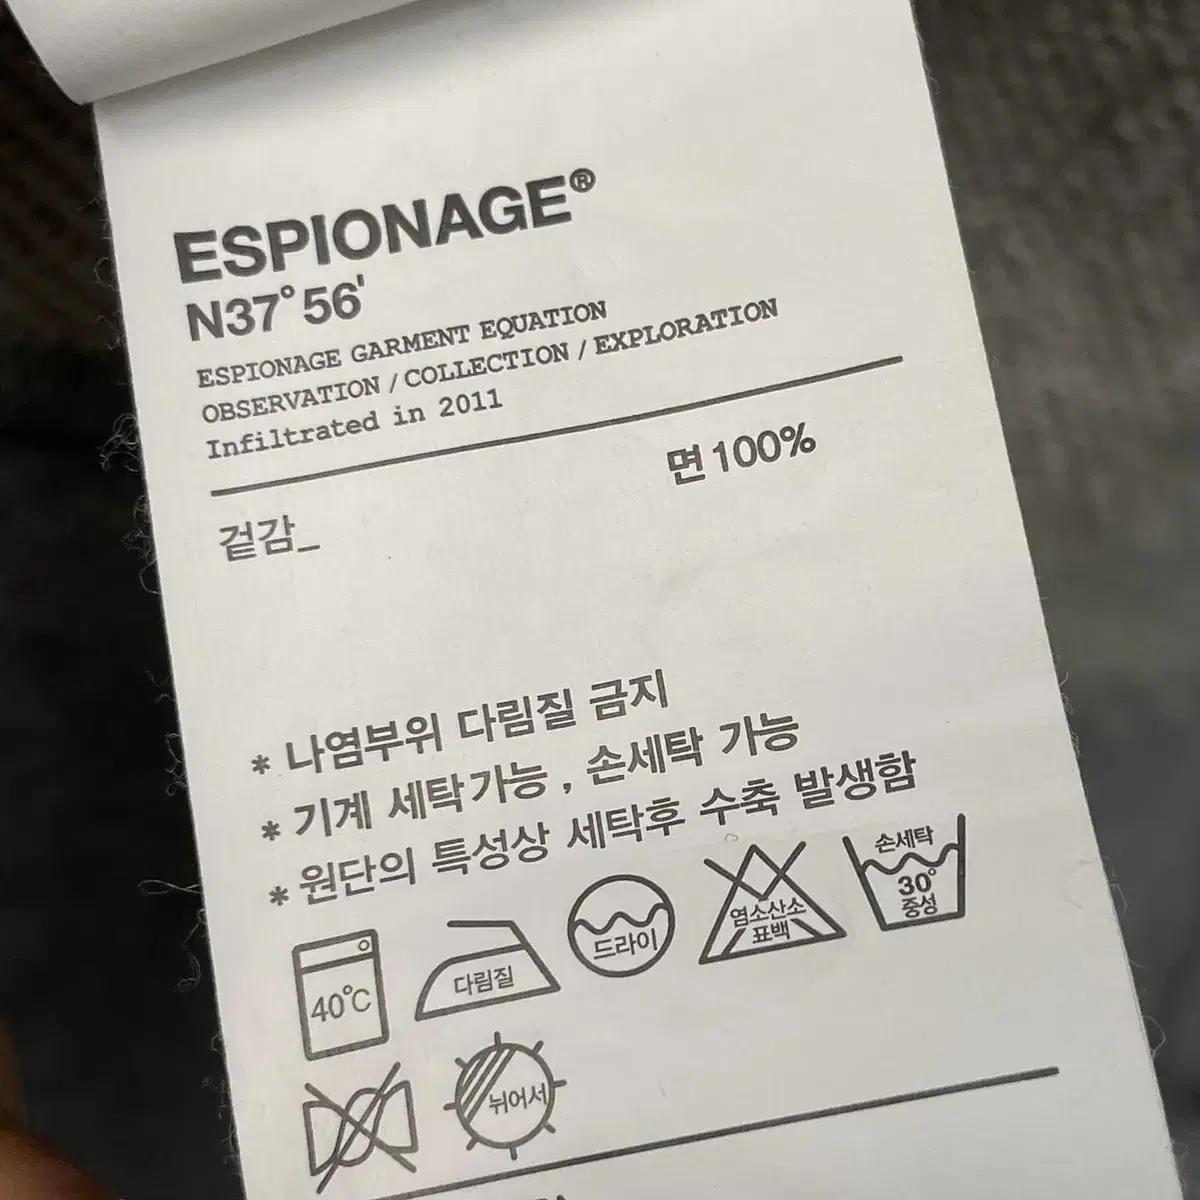 ESPIONAGE®
N37°56'
ESPIONAGE GARMENT EQUATION
OBSERVATION / COLLECTION / EXPLORATION
Infiltrated in 2011
면 100%
겉감_
* 나염부위 다림질 금지
* 기계 세탁가능, 손세탁 가능
* 원단의 특성상 세탁후 수축 발생함
40℃
다림질
드라이
염소산소
표백
손세탁
30°
중성
뉘어서